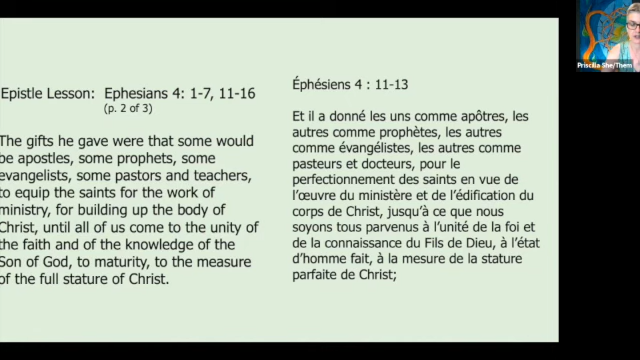 Epistle Lesson: Ephesians 4: 1-7, 11-16
(p. 2 of 3)
The gifts he gave were that some would
be apostles, some prophets, some
evangelists, some pastors and teachers,
to equip the saints for the work of
ministry, for building up the body of
Christ, until all of us come to the unity of
the faith and of the knowledge of the
Son of God, to maturity, to the measure
of the full stature of Christ.
Éphésiens 4 : 11-13
Et il a donné les uns comme apôtres, les
autres comme prophètes, les autres
comme évangélistes, les autres comme
pasteurs et docteurs, pour le
perfectionnement des saints en vue de
l'œuvre du ministère et de l'édification du
corps de Christ, jusqu'à ce que nous
soyons tous parvenus à l'unité de la foi et
de la connaissance du Fils de Dieu, à l'état
d'homme fait, à la mesure de la stature
parfaite de Christ;
Priscilla She/Them